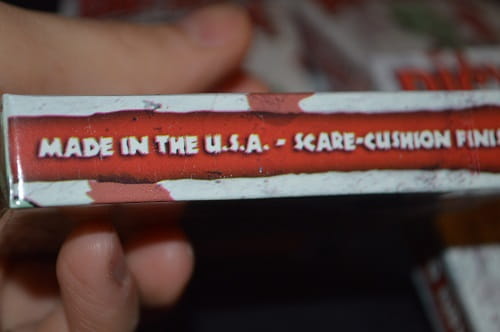 MADE IN THE U.S.A. - SCARE-CUSHION